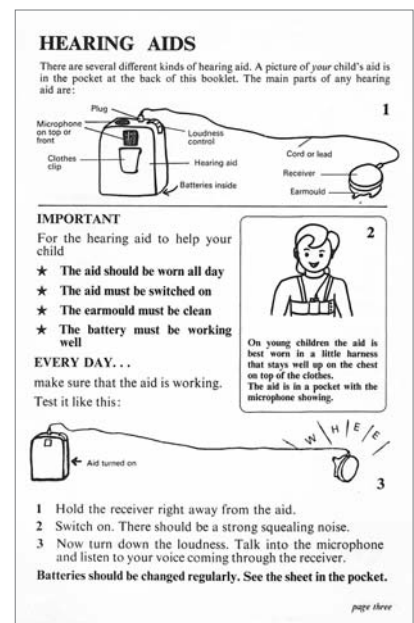 HEARING AIDS
There are several different kinds of hearing aid. A picture of your child's aid is
in the pocket at the back of this booklet. The main parts of any hearing
aid are:
1
Plug
Microphone
on top or
front
Loudness
control
Clothes
clip
Hearing aid
Cord or lead
Receiver
Batteries inside
Earmould
IMPORTANT
For the hearing aid to help your
child
★ The aid should be worn all day
★ The aid must be switched on
★ The earmould must be clean
★ The battery must be working
well
EVERY DAY...
make sure that the aid is working.
Test it like this:
2
On young children the aid is
best worn in a little harness
that stays well up on the chest
on top of the clothes.
The aid is in a pocket with the
microphone showing.
W H E E
Aid turned on
3
1 Hold the receiver right away from the aid.
2 Switch on. There should be a strong squealing noise.
3 Now turn down the loudness. Talk into the microphone
and listen to your voice coming through the receiver.
Batteries should be changed regularly. See the sheet in the pocket.
page three